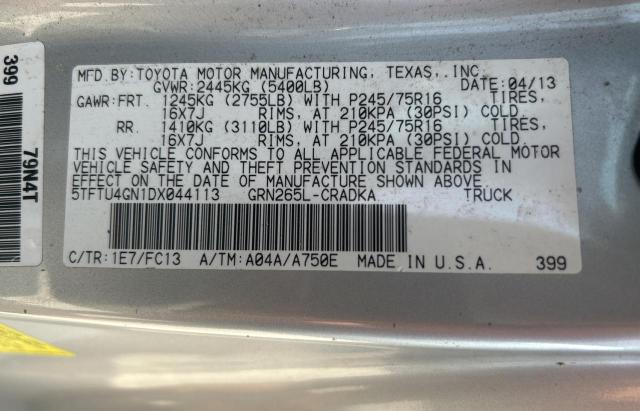 399
79N4T
MFD.BY:TOYOTA MOTOR MANUFACTURING, TEXAS, INC.
GVWR:2445KG (5400LB) DATE: 04/13
GAWR:FRT. 1245KG (2755LB) WITH P245/75R16 TIRES,
16X7J RIMS, AT 210KPA (30PSI) COLD.
RR. 1410KG (3110LB) WITH P245/75R16 TIRES,
16X7J RIMS, AT 210KPA (30PSI) COLD.
THIS VEHICLE CONFORMS TO ALL APPLICABLE FEDERAL MOTOR
VEHICLE SAFETY AND THEFT PREVENTION STANDARDS IN
EFFECT ON THE DATE OF MANUFACTURE SHOWN ABOVE.
5TFTU4GN1DX044113 GRN265L-CRADKA TRUCK
C/TR:1E7/FC13 A/TM:A04A/A750E MADE IN U.S.A. 399